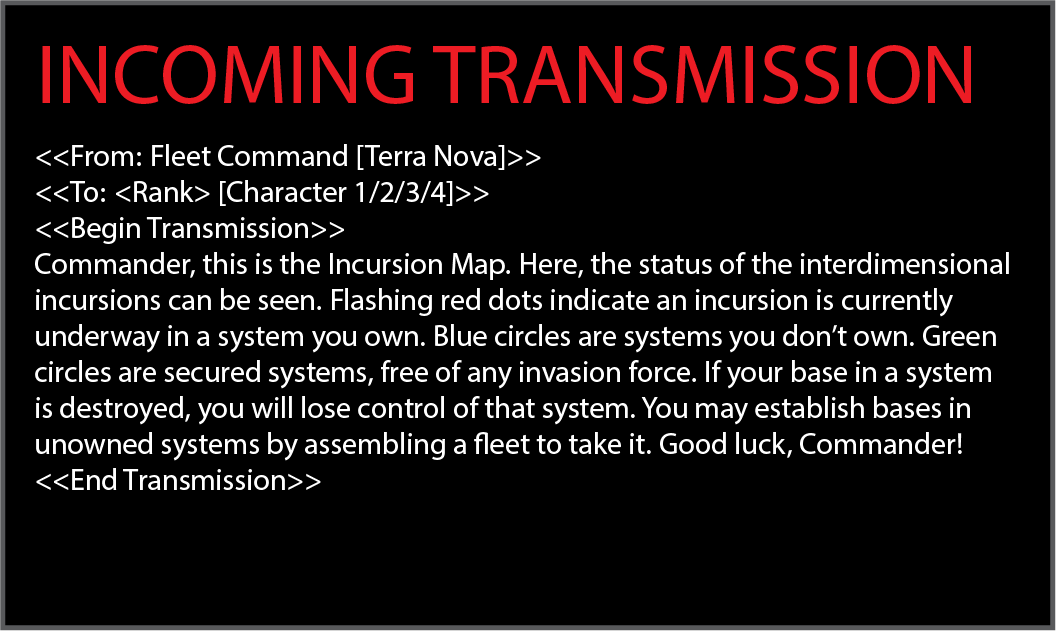 INCOMING TRANSMISSION
<<From: Fleet Command [Terra Nova]>>
<<To: <Rank> [Character 1/2/3/4]>>
<<Begin Transmission>>
Commander, this is the Incursion Map. Here, the status of the interdimensional
incursions can be seen. Flashing red dots indicate an incursion is currently
underway in a system you own. Blue circles are systems you don’t own. Green
circles are secured systems, free of any invasion force. If your base in a system
is destroyed, you will lose control of that system. You may establish bases in
unowned systems by assembling a fleet to take it. Good luck, Commander!
<<End Transmission>>